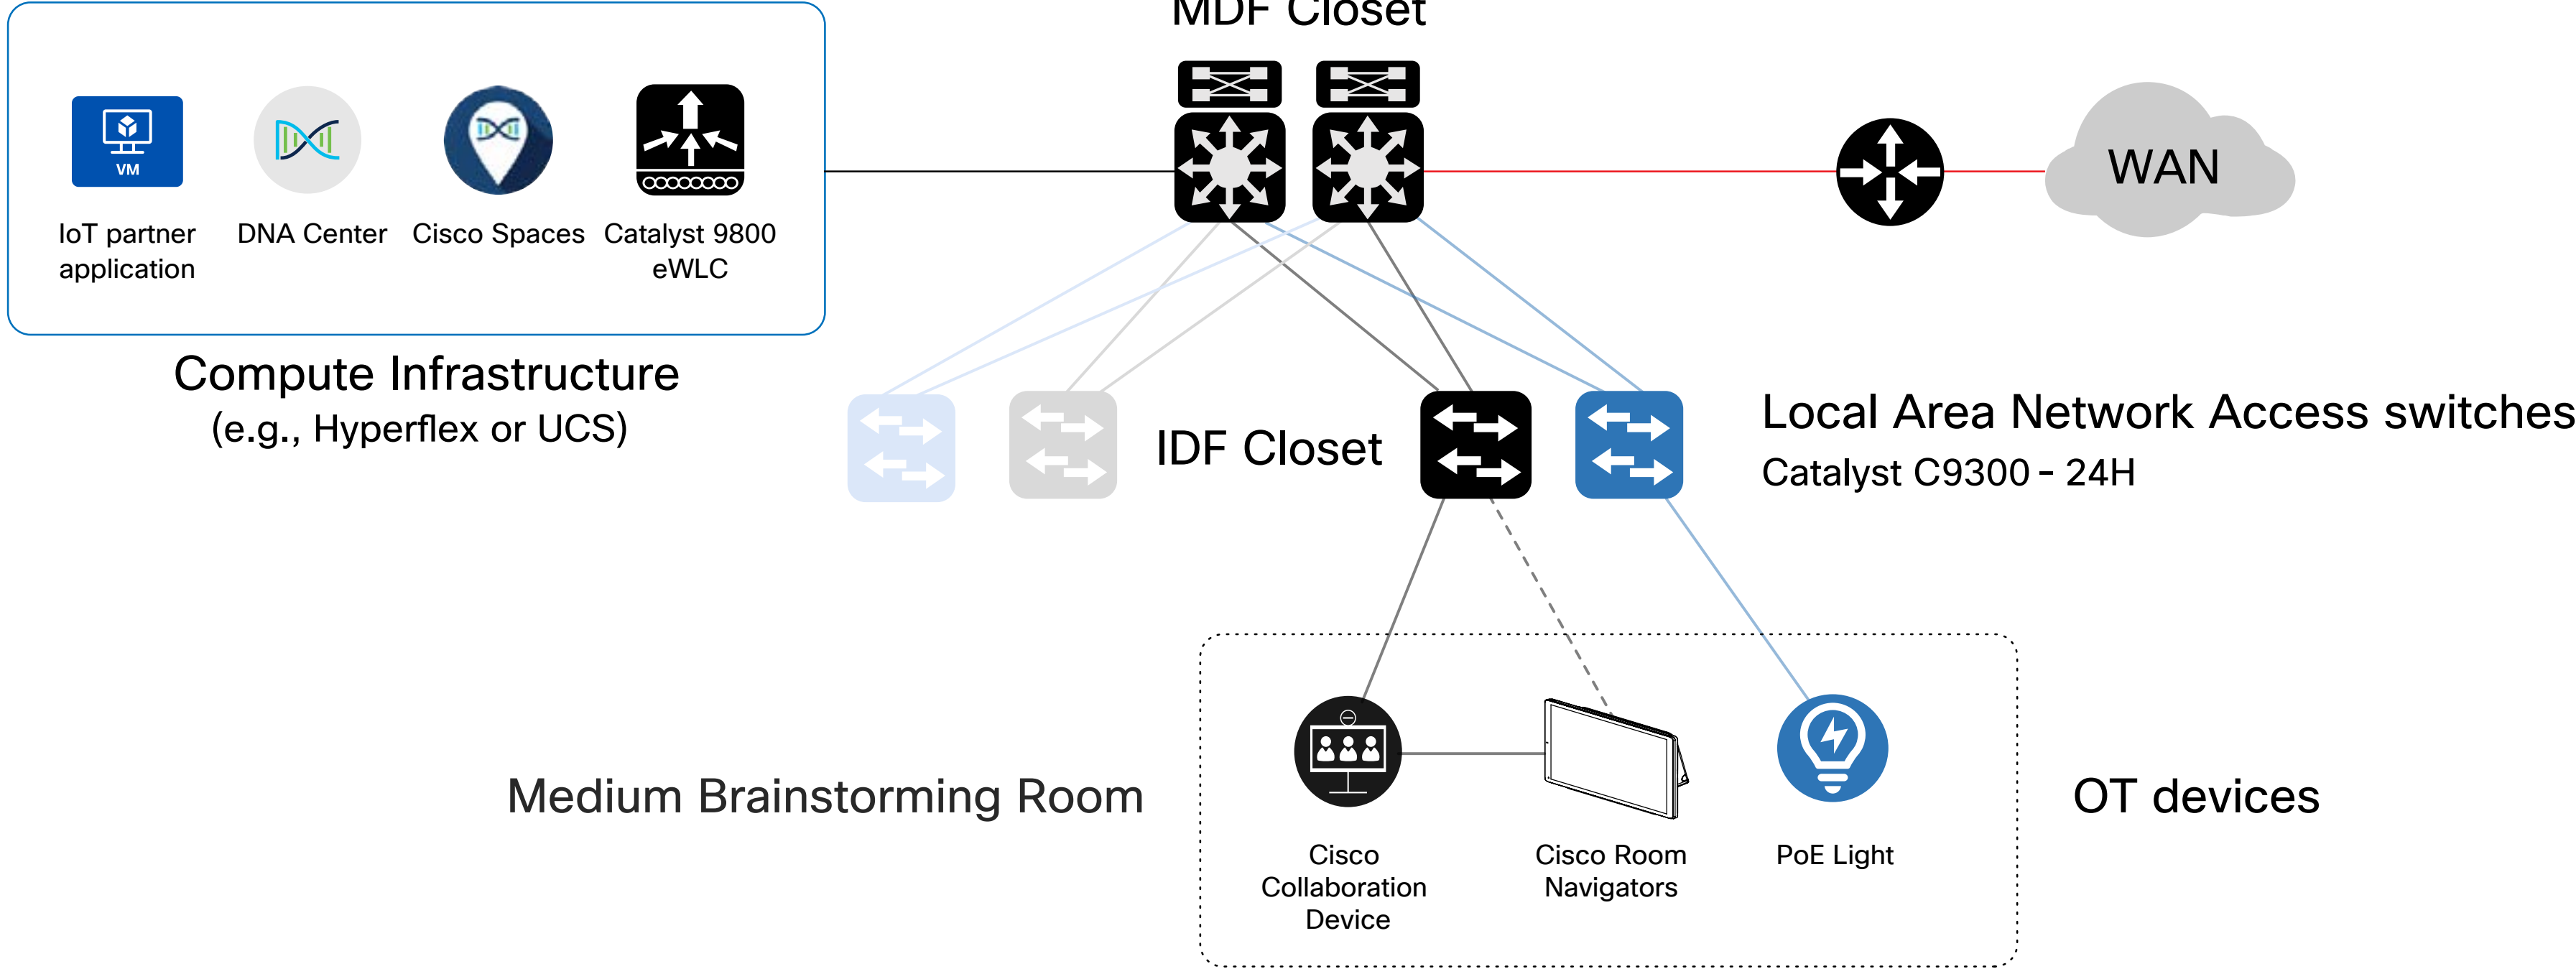 MDF Closet
VM
IoT partner
application
DNA Center
Cisco Spaces
Catalyst 9800
eWLC
WAN
Compute Infrastructure
(e.g., Hyperflex or UCS)
IDF Closet
Local Area Network Access switches
Catalyst C9300 - 24H
Medium Brainstorming Room
Cisco
Collaboration
Device
Cisco Room
Navigators
PoE Light
OT devices